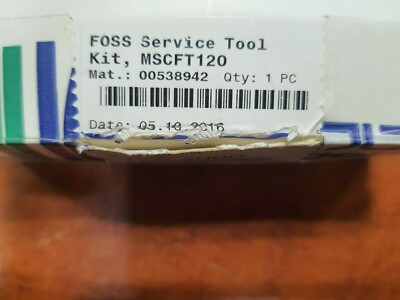 FOSS Service Tool
Kit, MSCFT120
Mat.: 00538942 Qty: 1 PC
Date: 05.10.2016